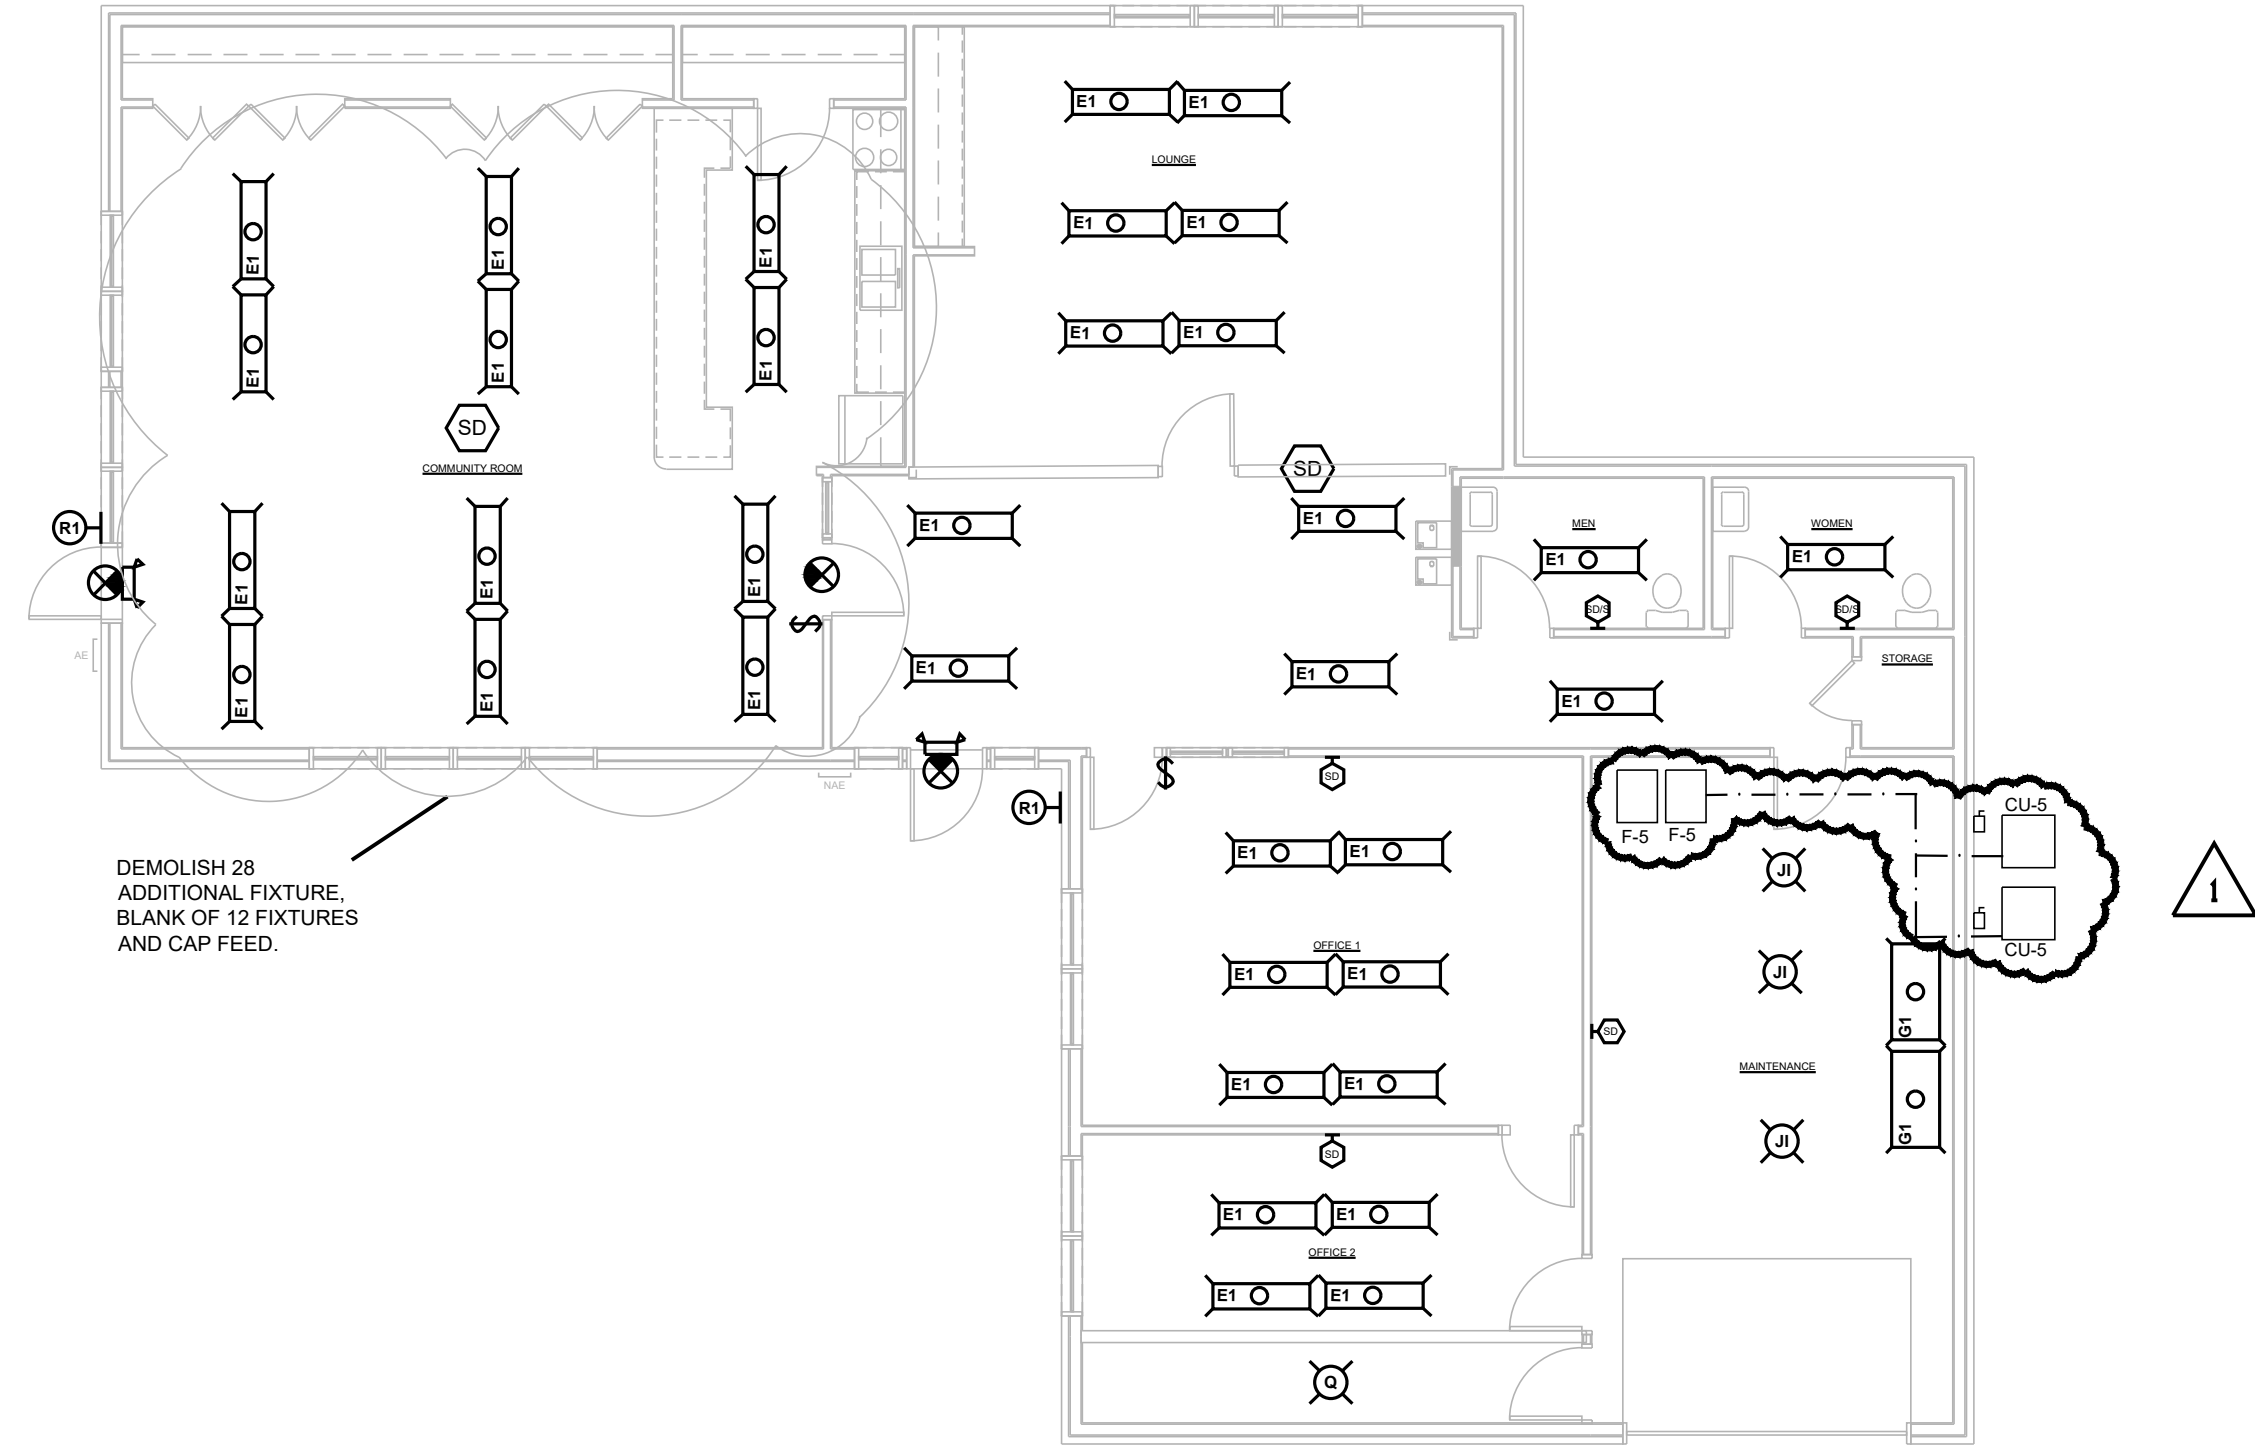 E1 E1
LOUNGE
E1 E1
E1 E1
E1 E1 E1
E1 E1 E1
SD
COMMUNITY ROOM
SD
R1
E1 E1
MEN
WOMEN
E1 E1
E1 E1 E1
SD/S SD/S
AE
E1 E1
E1
STORAGE
E1 E1 E1
NAE
SD
R1
F-5 F-5
CU-5
CU-5
1
DEMOLISH 28
ADDITIONAL FIXTURE,
BLANK OF 12 FIXTURES
AND CAP FEED.
E1 E1
JI
OFFICE 1
E1 E1
JI
SD
G1
MAINTENANCE
E1 E1
G1
JI
SD
E1 E1
OFFICE 2
E1 E1
Q